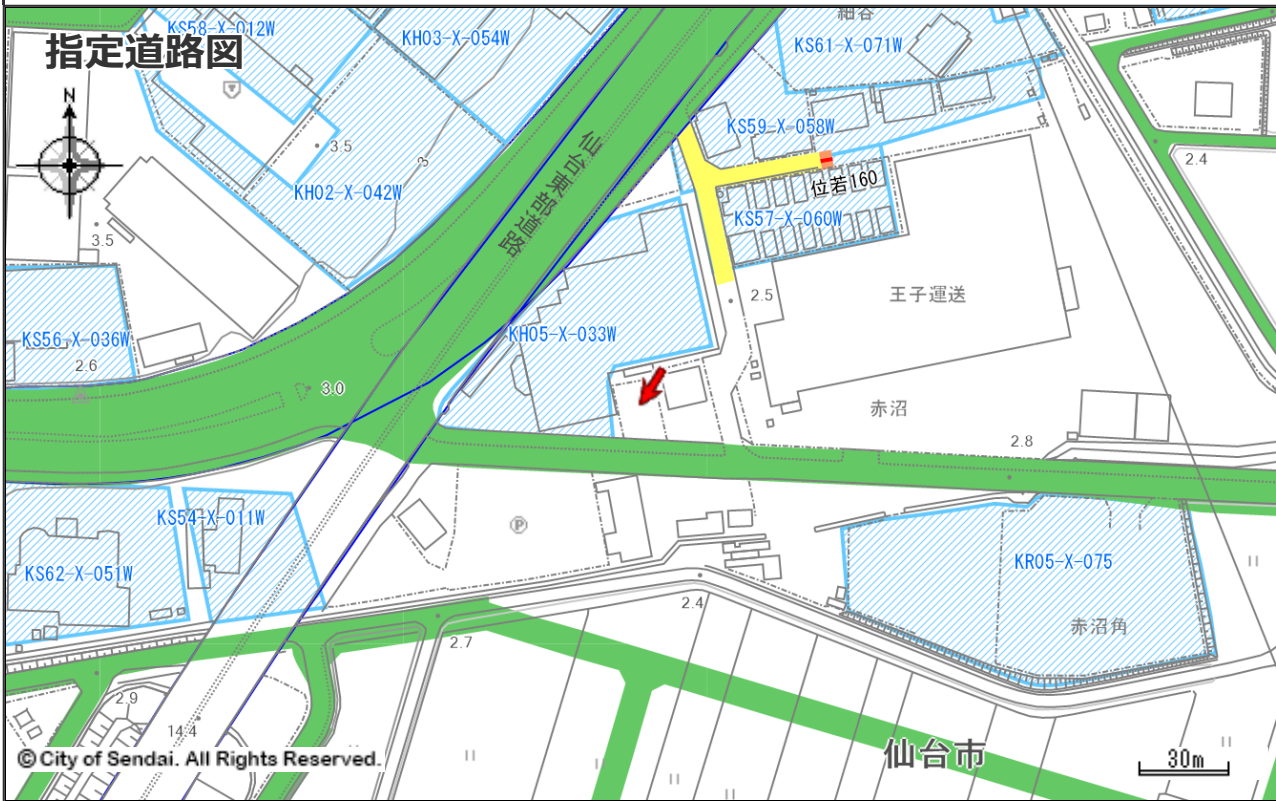 KS58-X-012W
指定道路図
KH03-X-054W
細谷
KS61-X-071W
N
3.5
3
KS59-X-058W
2.4
仙台東部道路
KH02-X-042W
位若160
KS57-X-060W
3.5
2.5
王子運送
KS56-X-036W
KH05-X-033W
2.6
3.0
赤沼
2.8
KS54-X-011W
P
KS62-X-051W
KR05-X-075
2.4
赤沼角
2.7
2.9
14.4
© City of Sendai. All Rights Reserved.
仙台市
30m